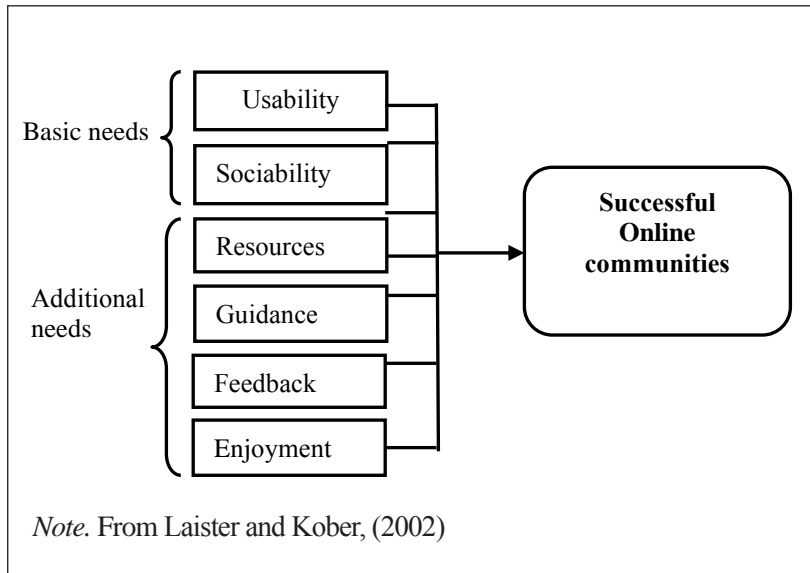 Basic needs
Usability
Sociability
Additional
needs
Resources
Guidance
Feedback
Enjoyment
Successful
Online
communities
Note. From Laister and Kober, (2002)